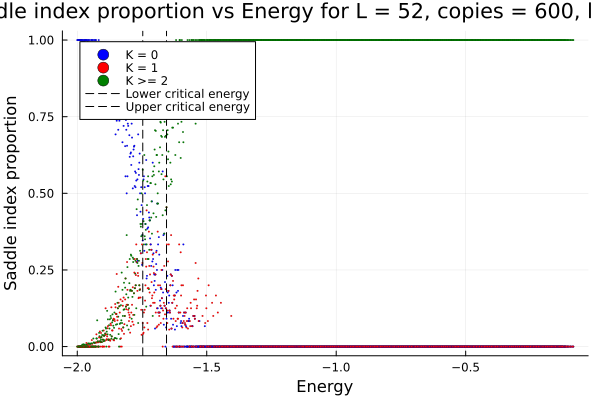 dle index proportion vs Energy for L = 52, copies = 600,
1.00
0.75
0.50
0.25
0.00
Saddle index proportion
K = 0
K = 1
K >= 2
Lower critical energy
Upper critical energy
−2.0
−1.5
−1.0
−0.5
Energy